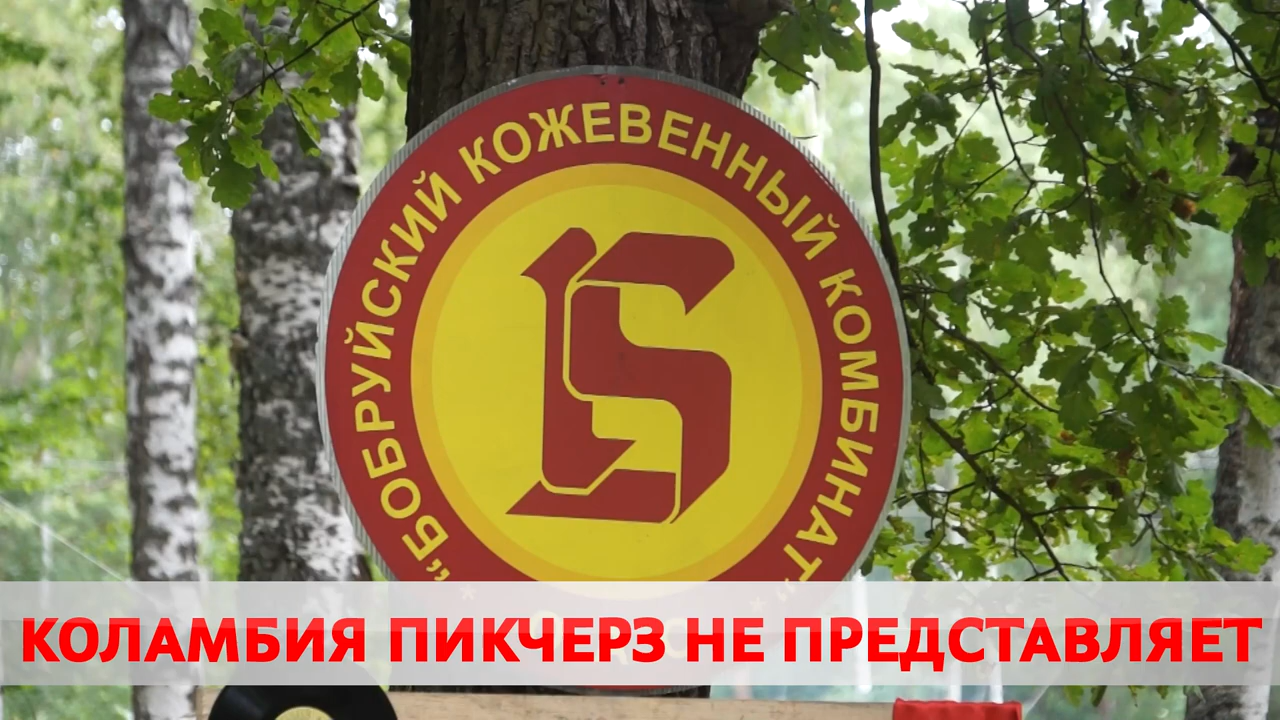 "БОБРУЙСКИЙ КОЖЕВЕННЫЙ КОМБИНАТ"
КОЛАМБИЯ ПИКЧЕРЗ НЕ ПРЕДСТАВЛЯЕТ